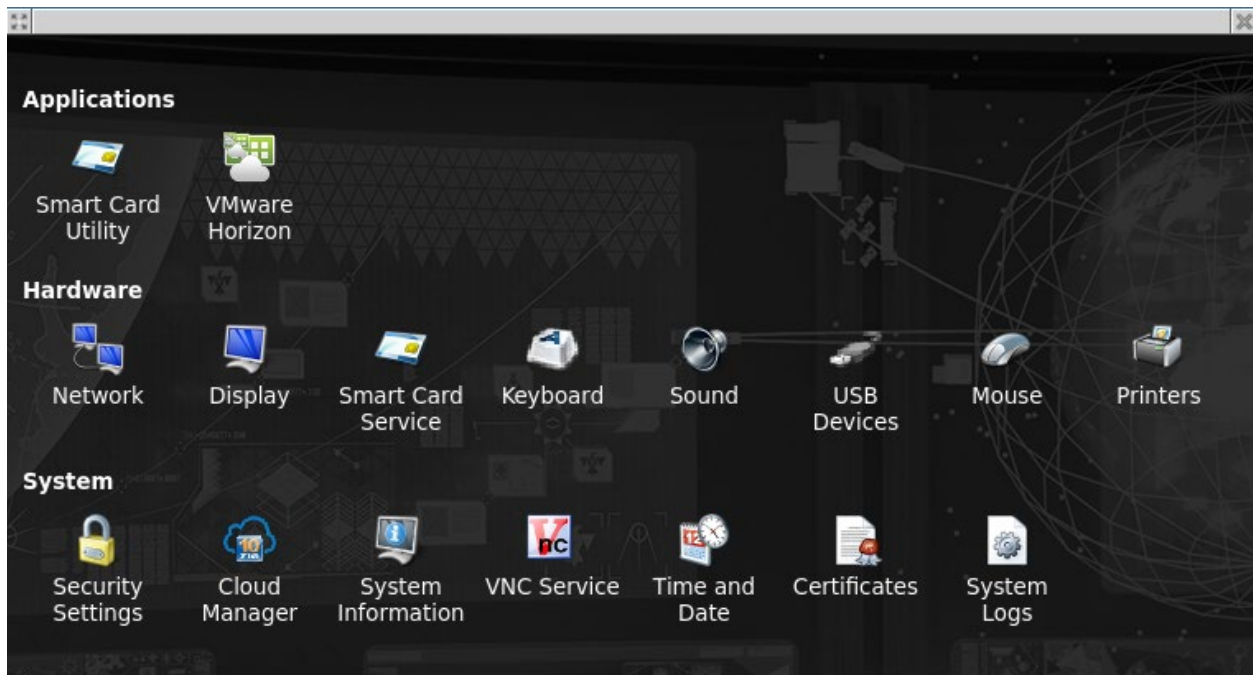 Applications
Smart Card VMware
Utility Horizon
Hardware
Network Display Smart Card Keyboard Sound USB Mouse Printers
Service Devices
System
Security Cloud System VNC Service Time and Certificates System
Settings Manager Information Date Logs